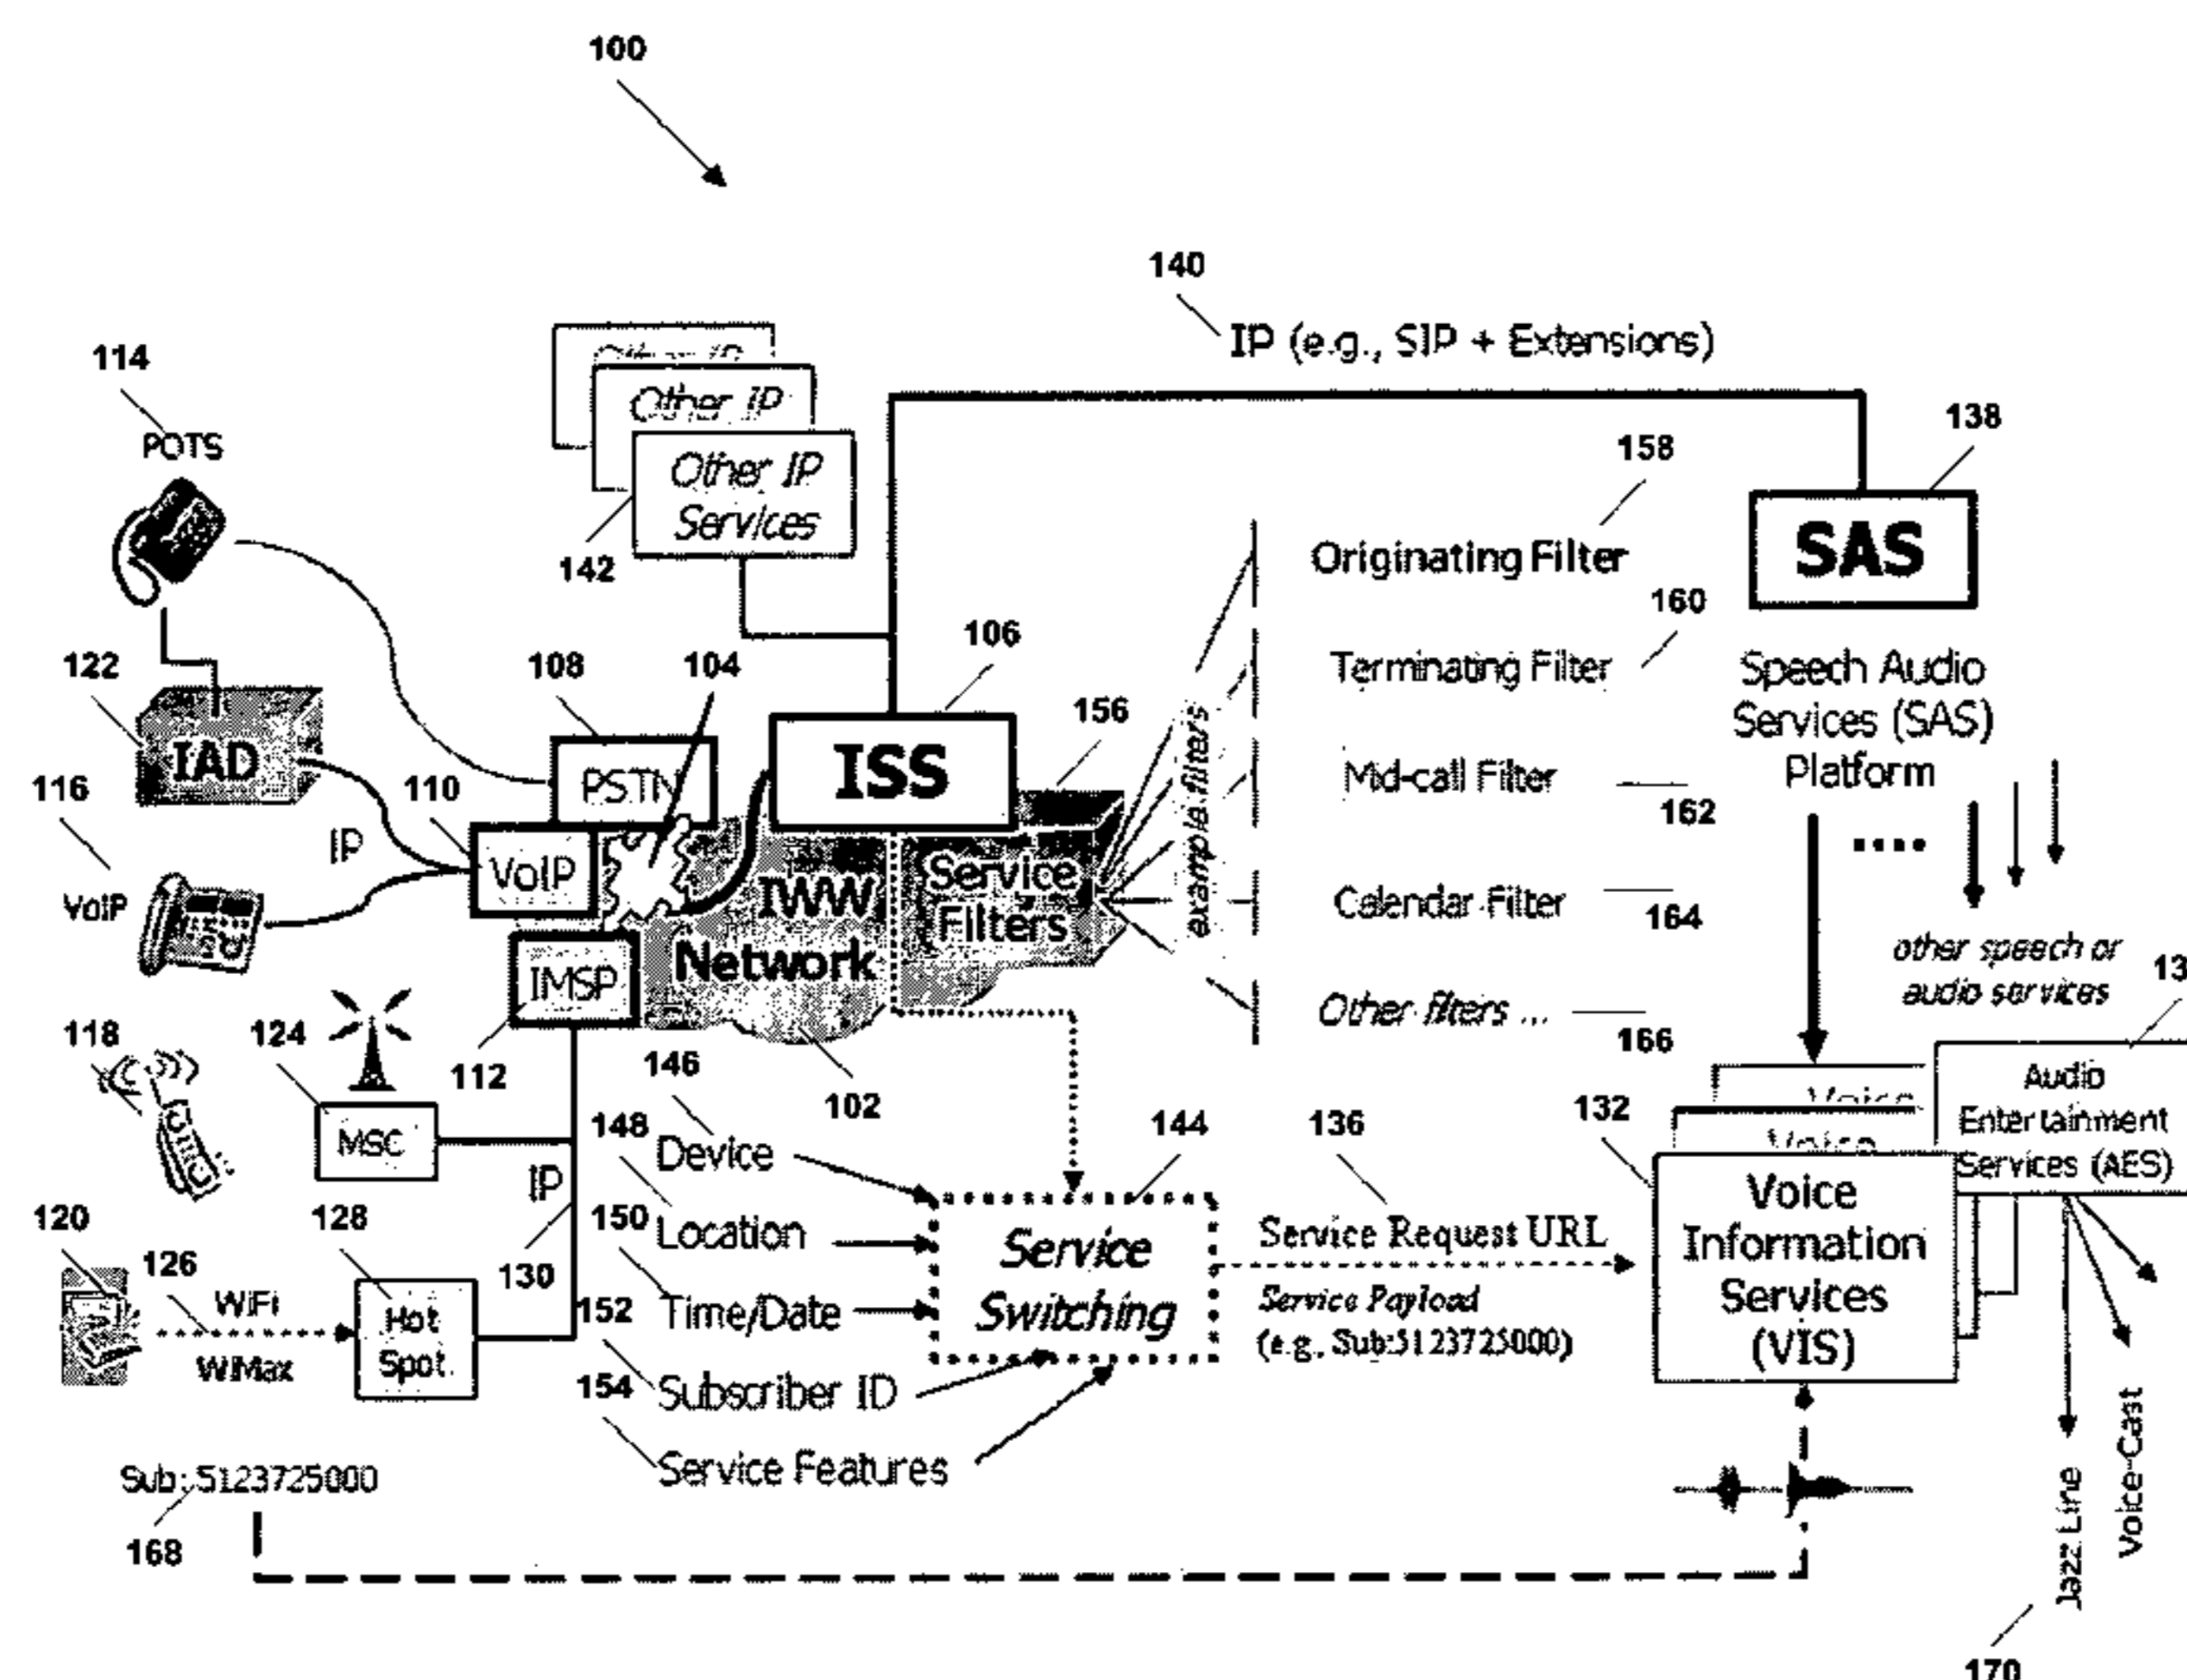 100
140
IP (e.g., SIP + Extensions)
114
POTS
Other IP
Other IP
Services
142
138
SAS
Speech Audio
Services (SAS)
Platform
158
Originating Filter
160
Terminating Filter
Mid-call Filter
162
Calendar Filter
164
Other filters ...
166
example filters
122
IAD
108
PSTN
104
106
ISS
156
Service
Filters
116
VoIP
IP
110
VoIP
IWW
Network
102
IMSP
112
other speech or
audio services
13
Audio
Entertainment
Services (AES)
118
124
MSC
IP
130
120
126
WiFi
WiMax
128
Hot
Spot
146
Device
148
Location
150
Time/Date
152
Subscriber ID
154
Service Features
144
Service
Switching
136
Service Request URL
Service Payload
(e.g., Sub:5123725000)
132
Voice
Voice
Voice
Information
Services
(VIS)
Sub:5123725000
168
Jazz Line
Voice-Cast
170